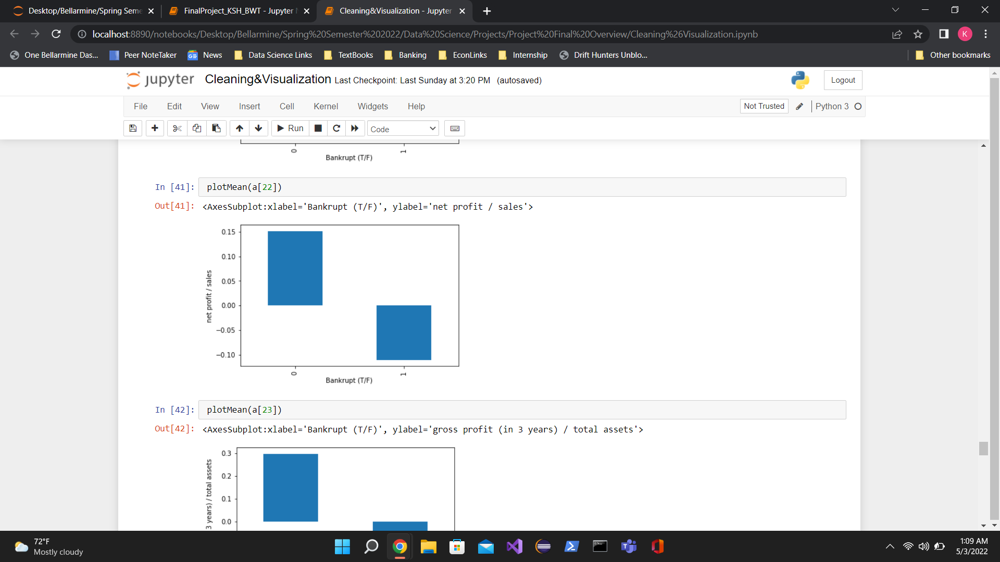 Desktop/Bellarmine/Spring Seme
FinalProject_KSH_BWT - Jupyter N
Cleaning&Visualization - Jupyter
localhost:8890/notebooks/Desktop/Bellarmine/Spring%20Semester%202022/Data%20Science/Projects/Project%20Final%20Overview/Cleaning%26Visualization.ipynb
K
One Bellarmine Das...
Peer NoteTaker
News
Data Science Links
TextBooks
Banking
EconLinks
Internship
Drift Hunters Unblo...
Other bookmarks
jupyter Cleaning&Visualization Last Checkpoint: Last Sunday at 3:20 PM (autosaved)
Logout
File Edit View Insert Cell Kernel Widgets Help
Not Trusted
Python 3
Run
Code
0 1
Bankrupt (T/F)
In [41]: plotMean(a[22])
Out[41]: <AxesSubplot:xlabel='Bankrupt (T/F)', ylabel='net profit / sales'>
0.15
0.10
0.05
0.00
−0.05
−0.10
net profit / sales
0 1
Bankrupt (T/F)
In [42]: plotMean(a[23])
Out[42]: <AxesSubplot:xlabel='Bankrupt (T/F)', ylabel='gross profit (in 3 years) / total assets'>
0.3
0.2
0.1
0.0
3 years) / total assets
72°F
Mostly cloudy
1:09 AM
5/3/2022